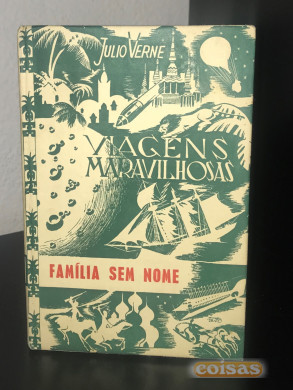 JULIO VERNE
VIAGENS
MARAVILHOSAS
FAMÍLIA SEM NOME
coisas